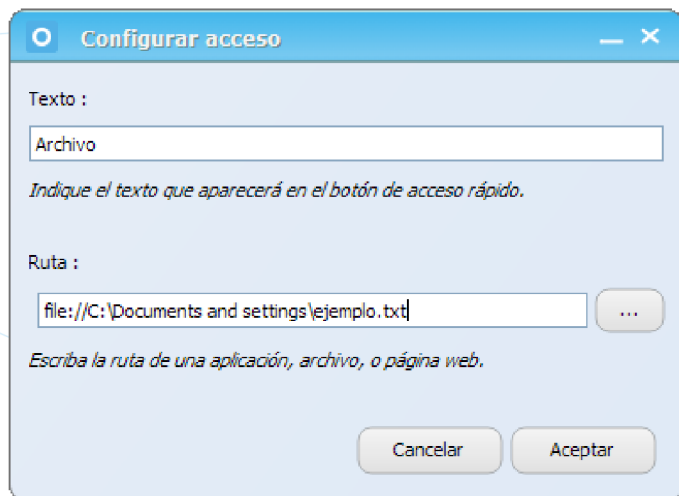 Configurar acceso
Texto :
Archivo
Indique el texto que aparecerá en el botón de acceso rápido.
Ruta :
file://C:\Documents and settings\ejemplo.txt
...
Escriba la ruta de una aplicación, archivo, o página web.
Cancelar
Aceptar